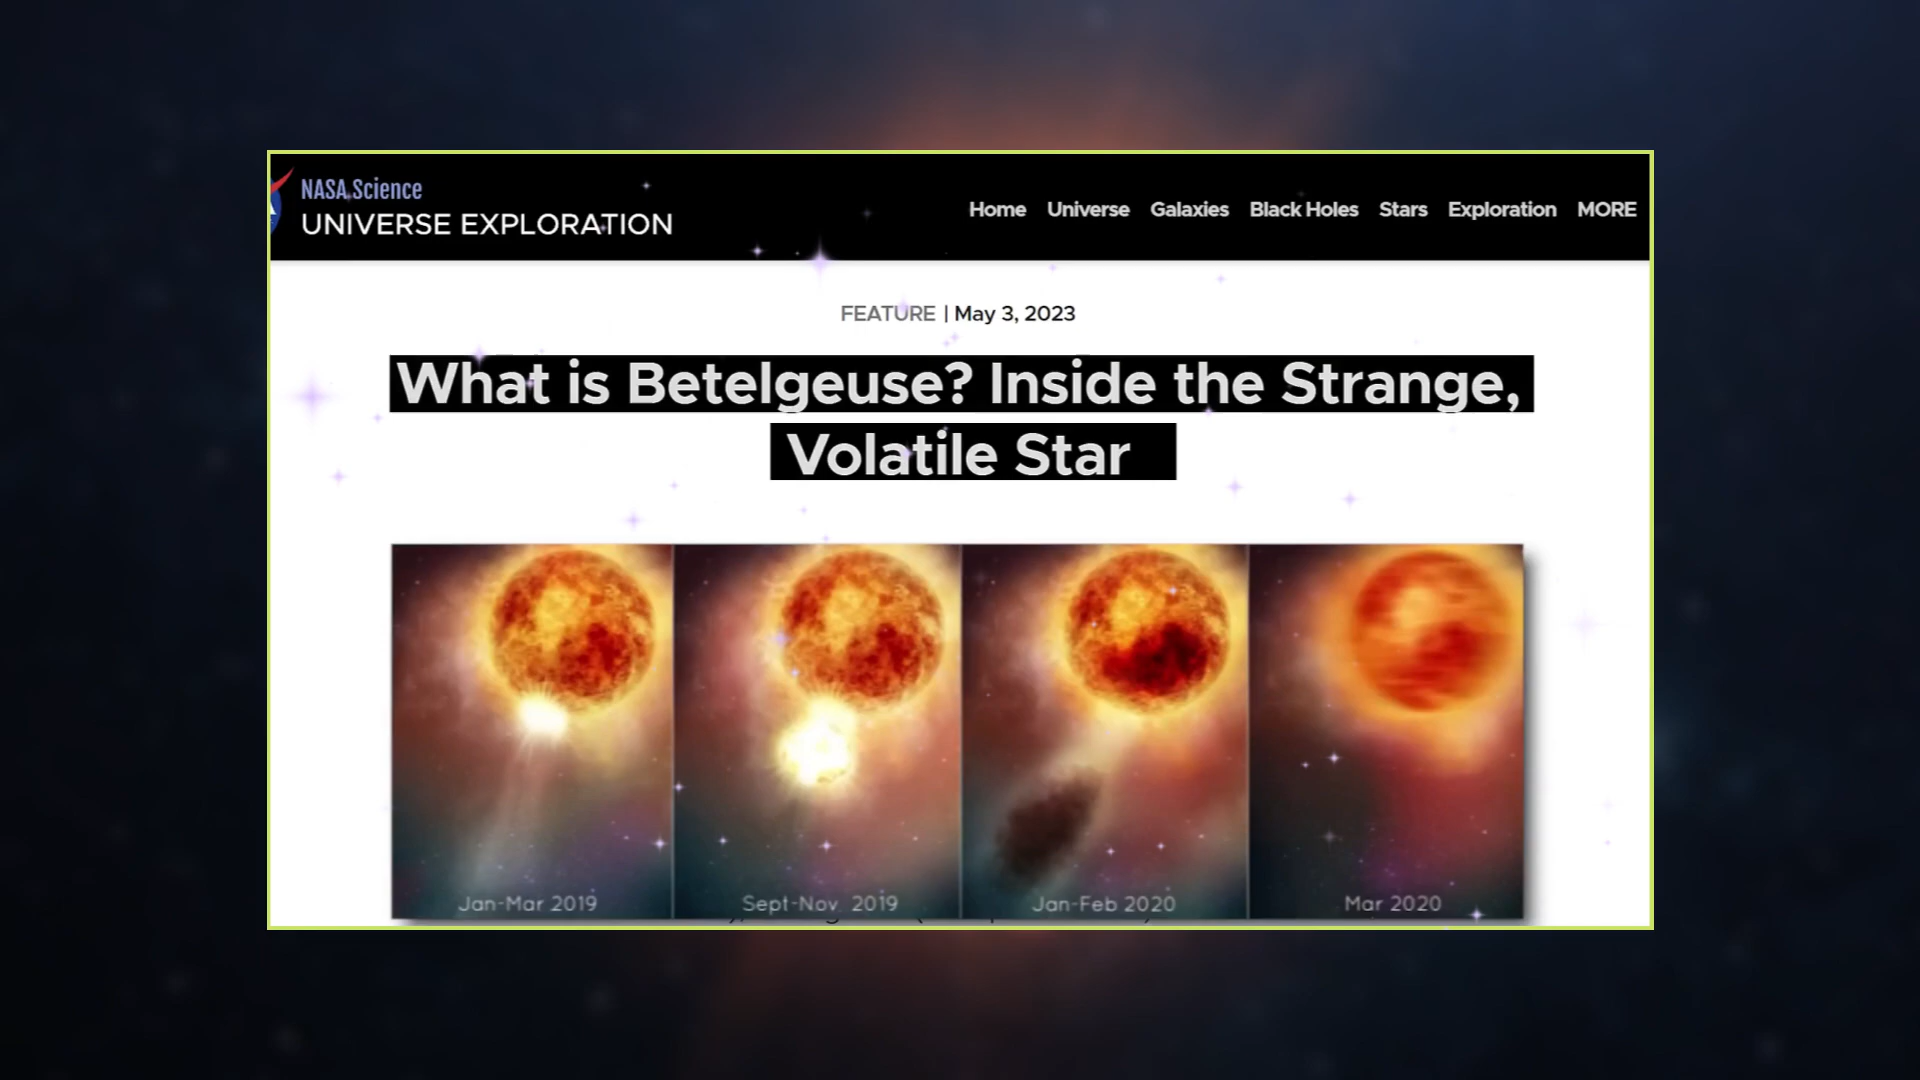 NASA Science
UNIVERSE EXPLORATION
Home Universe Galaxies Black Holes Stars Exploration MORE
FEATURE | May 3, 2023
What is Betelgeuse? Inside the Strange,
Volatile Star
Jan-Mar 2019 Sept-Nov 2019 Jan-Feb 2020 Mar 2020